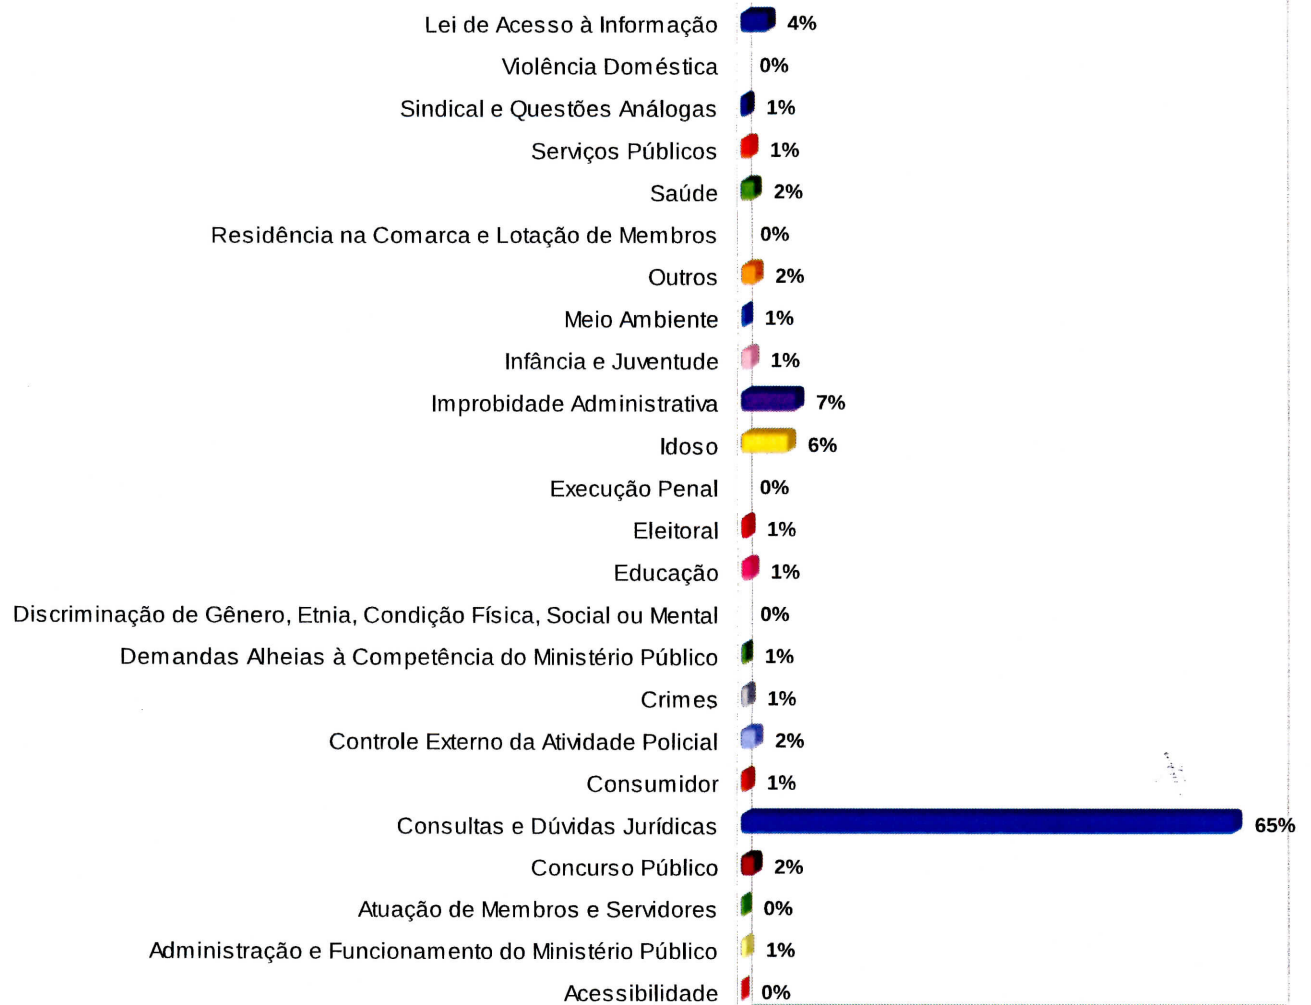 Lei de Acesso à Informação 4%
Violência Doméstica 0%
Sindical e Questões Análogas 1%
Serviços Públicos 1%
Saúde 2%
Residência na Comarca e Lotação de Membros 0%
Outros 2%
Meio Ambiente 1%
Infância e Juventude 1%
Improbidade Administrativa 7%
Idoso 6%
Execução Penal 0%
Eleitoral 1%
Educação 1%
Discriminação de Gênero, Etnia, Condição Física, Social ou Mental 0%
Demandas Alheias à Competência do Ministério Público 1%
Crimes 1%
Controle Externo da Atividade Policial 2%
Consumidor 1%
Consultas e Dúvidas Jurídicas 65%
Concurso Público 2%
Atuação de Membros e Servidores 0%
Administração e Funcionamento do Ministério Público 1%
Acessibilidade 0%